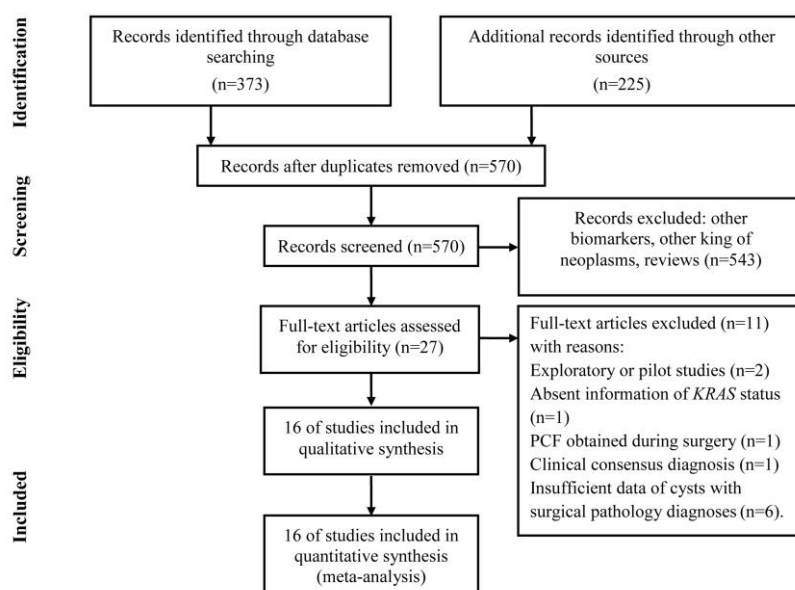 Identification
Records identified through database
searching
(n=373)
Additional records identified through other
sources
(n=225)
Records after duplicates removed (n=570)
Screening
Records screened (n=570)
Records excluded: other
biomarkers, other king of
neoplasms, reviews (n=543)
Eligibility
Full-text articles assessed
for eligibility (n=27)
Full-text articles excluded (n=11)
with reasons:
Exploratory or pilot studies (n=2)
Absent information of KRAS status
(n=1)
PCF obtained during surgery (n=1)
Clinical consensus diagnosis (n=1)
Insufficient data of cysts with
surgical pathology diagnoses (n=6).
Included
16 of studies included in
qualitative synthesis
16 of studies included in
quantitative synthesis
(meta-analysis)